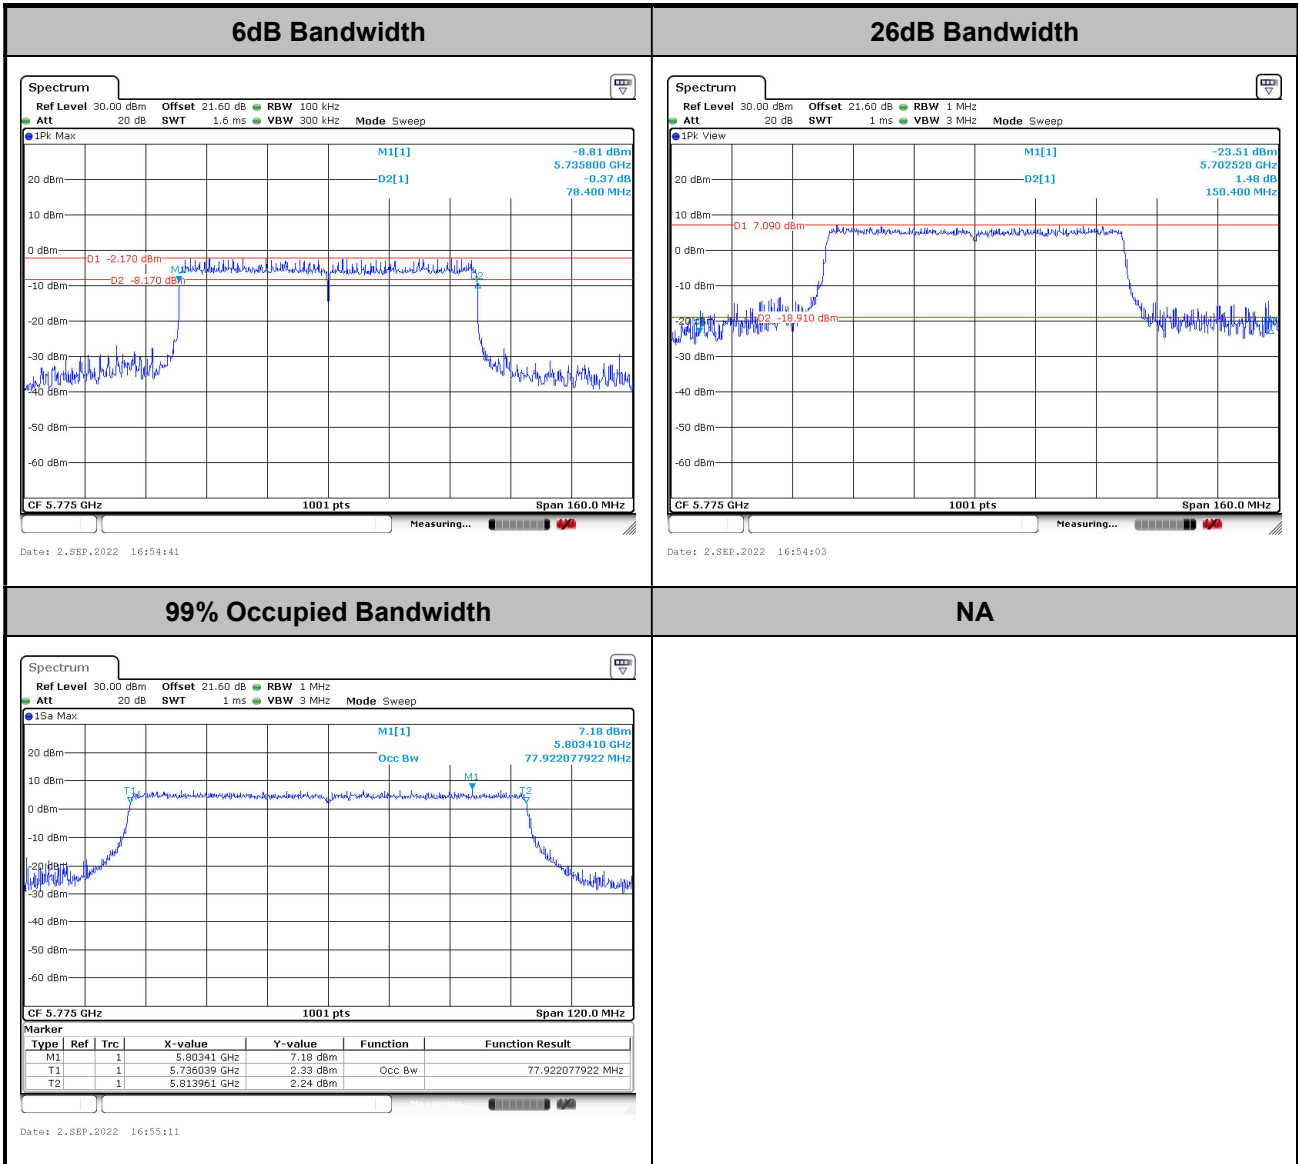 6dB Bandwidth
26dB Bandwidth
Spectrum
Ref Level 30.00 dBm Offset 21.60 dB RBW 100 kHz
Att 20 dB SWT 1.6 ms VBW 300 kHz Mode Sweep
1Pk Max
M1[1] -8.81 dBm
5.735800 GHz
D2[1] -0.37 dB
78.400 MHz
20 dBm
10 dBm
0 dBm
D1 -2.170 dBm
M1
D2
D2 -8.170 dBm
-10 dBm
-20 dBm
-30 dBm
-40 dBm
-50 dBm
-60 dBm
CF 5.775 GHz 1001 pts Span 160.0 MHz
Measuring...
Date: 2.SEP.2022 16:54:41
Spectrum
Ref Level 30.00 dBm Offset 21.60 dB RBW 1 MHz
Att 20 dB SWT 1 ms VBW 3 MHz Mode Sweep
1Pk View
M1[1] -23.51 dBm
5.702520 GHz
D2[1] 1.48 dB
150.400 MHz
20 dBm
10 dBm
D1 7.090 dBm
0 dBm
-10 dBm
-20 dBm
D2 -18.910 dBm
-30 dBm
-40 dBm
-50 dBm
-60 dBm
CF 5.775 GHz 1001 pts Span 160.0 MHz
Measuring...
Date: 2.SEP.2022 16:54:03
99% Occupied Bandwidth
NA
Spectrum
Ref Level 30.00 dBm Offset 21.60 dB RBW 1 MHz
Att 20 dB SWT 1 ms VBW 3 MHz Mode Sweep
1Sa Max
M1[1] 7.18 dBm
5.803410 GHz
Occ Bw 77.922077922 MHz
20 dBm
10 dBm
M1
T1
T2
0 dBm
-10 dBm
-20 dBm
-30 dBm
-40 dBm
-50 dBm
-60 dBm
CF 5.775 GHz 1001 pts Span 120.0 MHz
Marker
Type Ref Trc X-value Y-value Function Function Result
M1 1 5.80341 GHz 7.18 dBm
T1 1 5.736039 GHz 2.33 dBm Occ Bw 77.922077922 MHz
T2 1 5.813961 GHz 2.24 dBm
Measuring...
Date: 2.SEP.2022 16:55:11